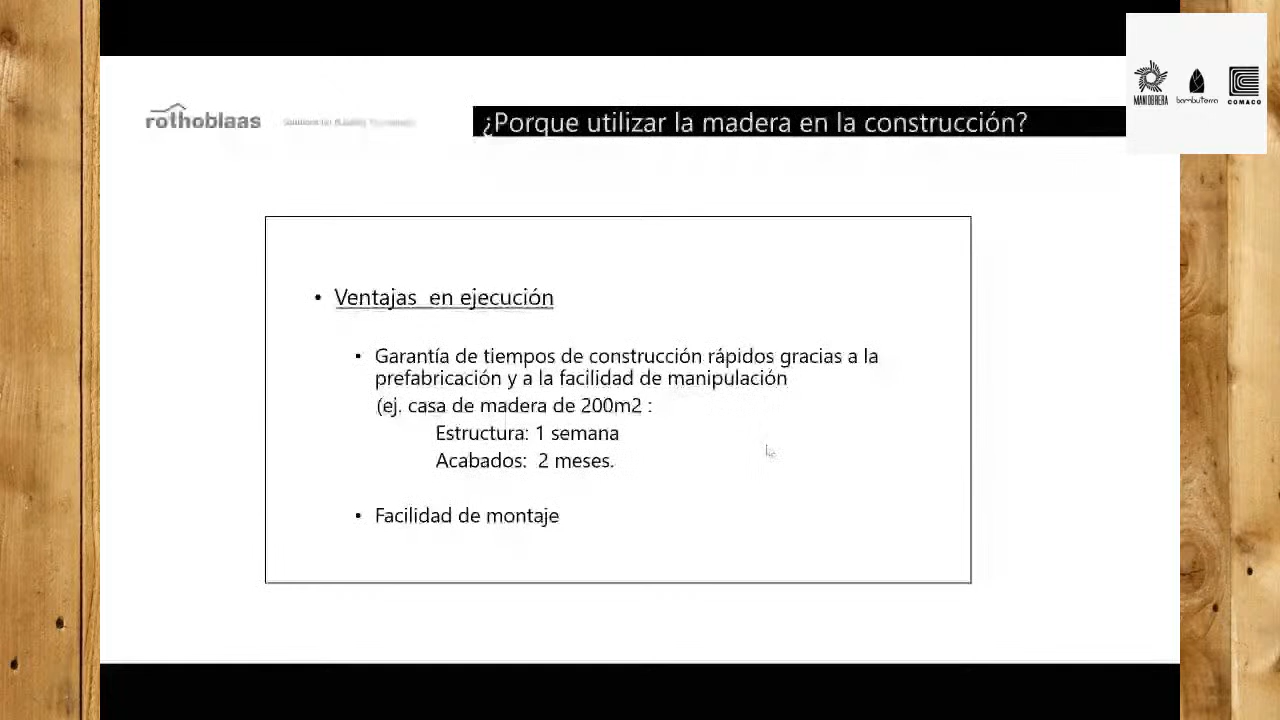 rothoblaas
¿Porque utilizar la madera en la construcción?
MANIOBRERA
bambuterra
COMACO
• Ventajas en ejecución
• Garantía de tiempos de construcción rápidos gracias a la
prefabricación y a la facilidad de manipulación
(ej. casa de madera de 200m2 :
Estructura: 1 semana
Acabados: 2 meses.
• Facilidad de montaje